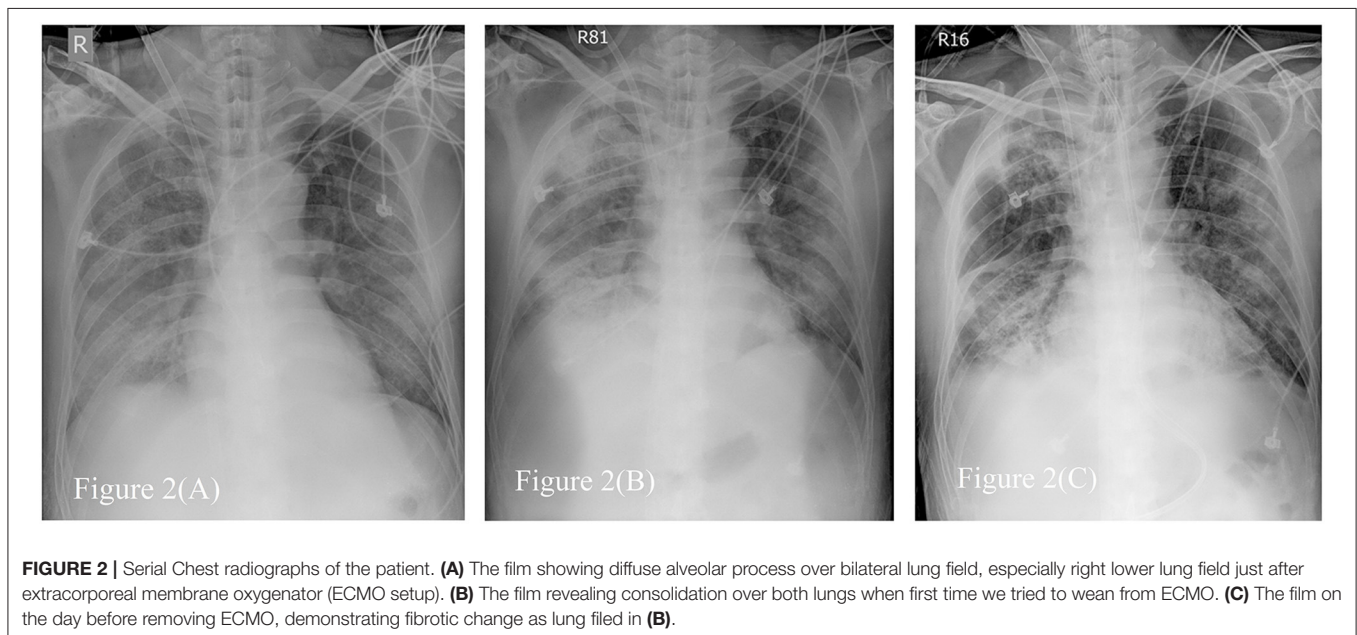 R
R81
R16
Figure 2(A)
Figure 2(B)
Figure 2(C)
FIGURE 2 | Serial Chest radiographs of the patient. (A) The film showing diffuse alveolar process over bilateral lung field, especially right lower lung field just after
extracorporeal membrane oxygenator (ECMO setup). (B) The film revealing consolidation over both lungs when first time we tried to wean from ECMO. (C) The film on
the day before removing ECMO, demonstrating fibrotic change as lung filed in (B).